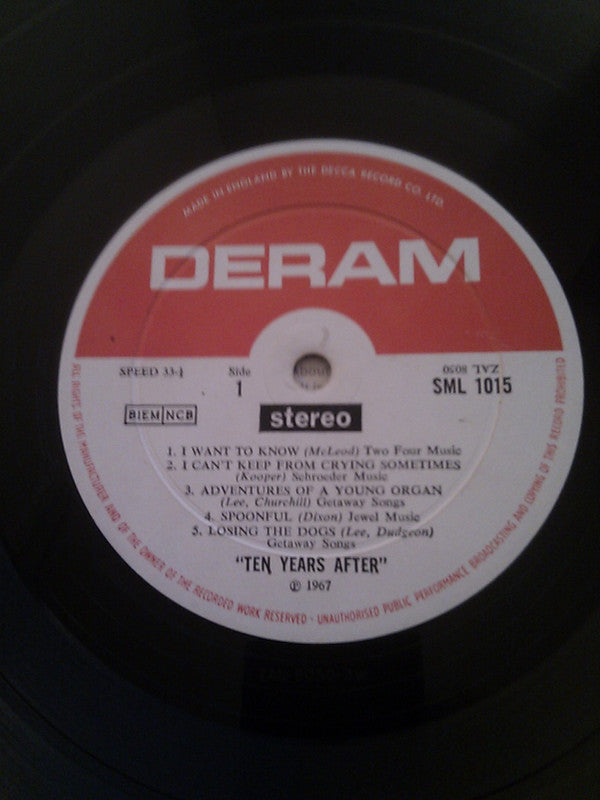 MADE IN ENGLAND BY THE DECCA RECORD CO. LTD.
DERAM
SPEED 33⅓
Side
1
ZAL 8050
SML 1015
BIEM NCB
stereo
1. I WANT TO KNOW (McLeod) Two Four Music
2. I CAN'T KEEP FROM CRYING SOMETIMES
(Kooper) Schroeder Music
3. ADVENTURES OF A YOUNG ORGAN
(Lee, Churchill) Getaway Songs
4. SPOONFUL (Dixon) Jewel Music
5. LOSING THE DOGS (Lee, Dudgeon)
Getaway Songs
"TEN YEARS AFTER"
℗ 1967
ALL RIGHTS OF THE MANUFACTURER AND OF THE OWNER OF THE RECORDED WORK RESERVED · UNAUTHORISED PUBLIC PERFORMANCE BROADCASTING AND COPYING OF THIS RECORD PROHIBITED